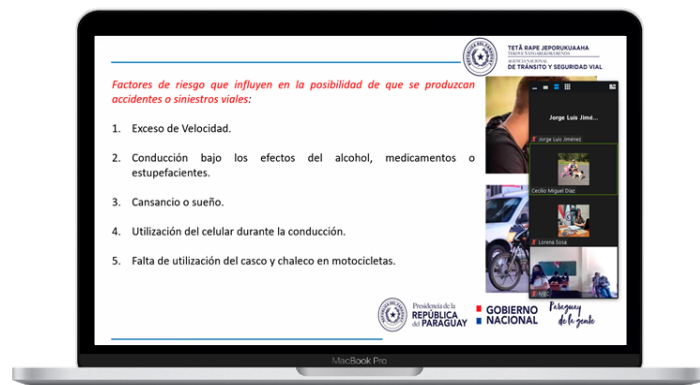 TETÃ RAPE JEPORUKUAAHA
AGENCIA NACIONAL
DE TRÁNSITO Y SEGURIDAD VIAL
Factores de riesgo que influyen en la posibilidad de que se produzcan
accidentes o siniestros viales:
1. Exceso de Velocidad.
2. Conducción bajo los efectos del alcohol, medicamentos o
estupefacientes.
3. Cansancio o sueño.
4. Utilización del celular durante la conducción.
5. Falta de utilización del casco y chaleco en motocicletas.
Jorge Luis Jimé...
Jorge Luis Jiménez
Cecilio Miguel Díaz
Lorena Sosa
Presidencia de la
REPÚBLICA
del PARAGUAY
GOBIERNO
NACIONAL
Paraguay
de la gente
MacBook Pro